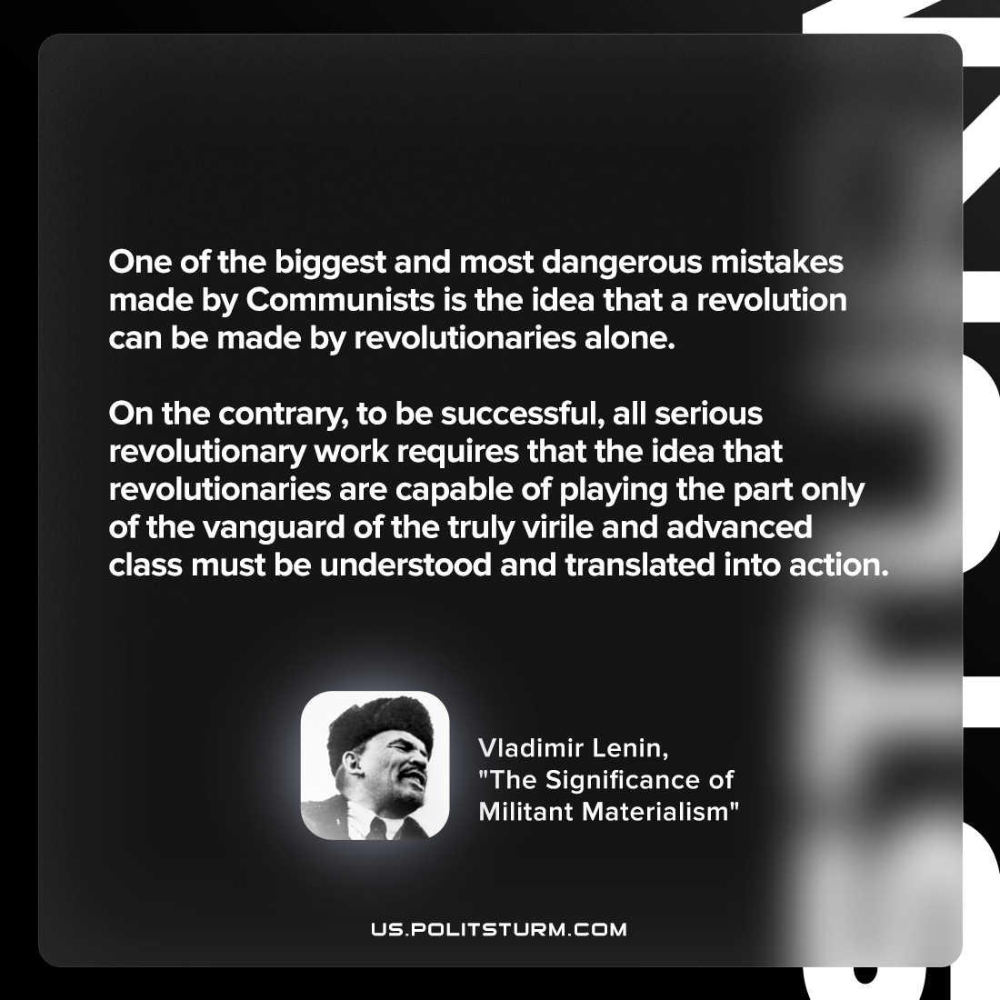 One of the biggest and most dangerous mistakes
made by Communists is the idea that a revolution
can be made by revolutionaries alone.
On the contrary, to be successful, all serious
revolutionary work requires that the idea that
revolutionaries are capable of playing the part only
of the vanguard of the truly virile and advanced
class must be understood and translated into action.
Vladimir Lenin,
"The Significance of
Militant Materialism"
US.POLITSTURM.COM